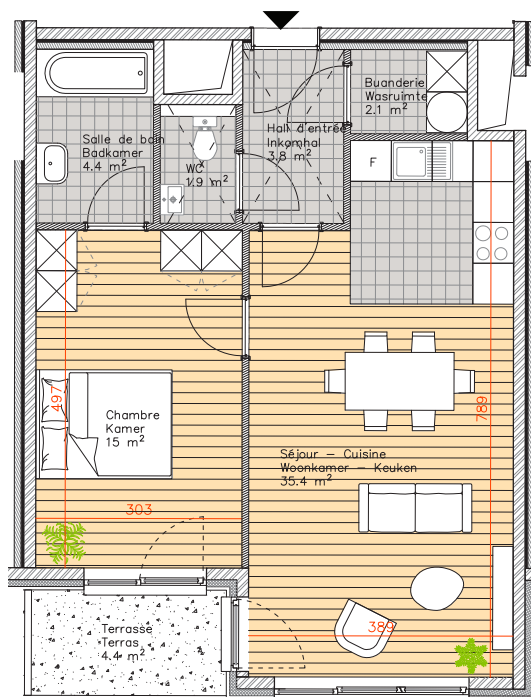 Buanderie
Wasruimte
2.1 m²
Salle de bain
Badkamer
4.4 m²
Hall d'entrée
Inkomhal
3.8 m²
WC
1.9 m²
F
Chambre
Kamer
15 m²
497
303
Séjour – Cuisine
Woonkamer – Keuken
35.4 m²
789
389
Terrasse
Terras
4.4 m²